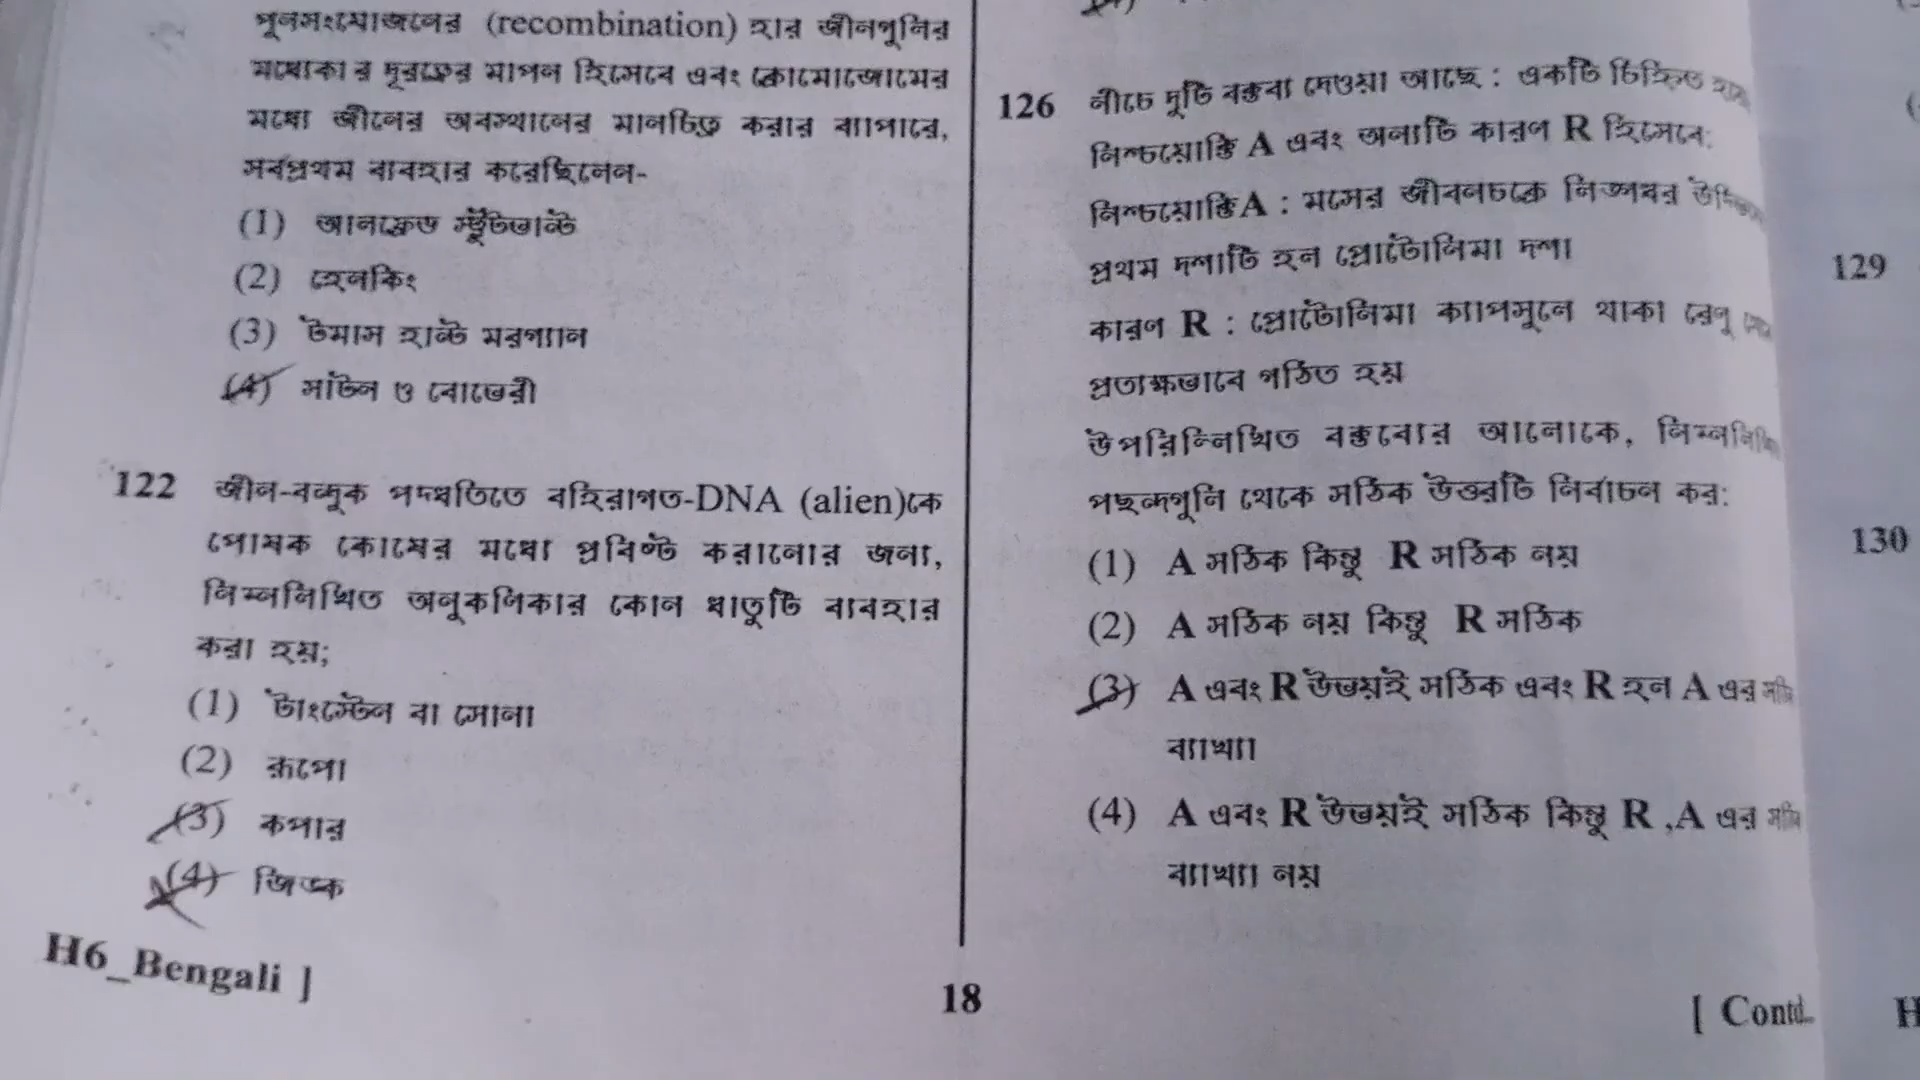 পুনঃসংযোজনের (recombination) হার জীনগুলির
মধ্যেকার দূরত্বের মাপন হিসেবে এবং ক্রোমোজোমের
মধ্যে জীনের অবস্থানের মানচিত্র করার ব্যাপারে,
সর্বপ্রথম ব্যবহার করেছিলেন-
(1) আলফ্রেড স্টুর্টভান্ট
(2) হেনকিং
(3) টমাস হান্ট মরগ্যান
(4) সাটন ও বোভেরী
122 জীন-বন্দুক পদ্ধতিতে বহিরাগত-DNA (alien)কে
পোষক কোষের মধ্যে প্রবিষ্ট করানোর জন্য,
নিম্নলিখিত অনুকণিকার কোন ধাতুটি ব্যবহার
করা হয়;
(1) টাংস্টেন বা সোনা
(2) রূপো
(3) কপার
(4) জিঙ্ক
H6_Bengali ]
126 নীচে দুটি বক্তব্য দেওয়া আছে : একটি চিহ্নিত
নিশ্চয়োক্তি A এবং অন্যটি কারণ R হিসেবে:
নিশ্চয়োক্তি A : মসের জীবনচক্রে লিঙ্গধর
প্রথম দশাটি হল প্রোটোনিমা দশা
কারণ R : প্রোটোনিমা ক্যাপসুলে থাকা রেণু
প্রত্যক্ষভাবে গঠিত হয়
উপরিল্লিখিত বক্তব্যের আলোকে,
পছন্দগুলি থেকে সঠিক উত্তরটি নির্বাচন কর:
(1) A সঠিক কিন্তু R সঠিক নয়
(2) A সঠিক নয় কিন্তু R সঠিক
(3) A এবং R উভয়ই সঠিক এবং R হল A এর
ব্যাখ্যা
(4) A এবং R উভয়ই সঠিক কিন্তু R ,A এর
ব্যাখ্যা নয়
18
[ Contd..
129
130
H